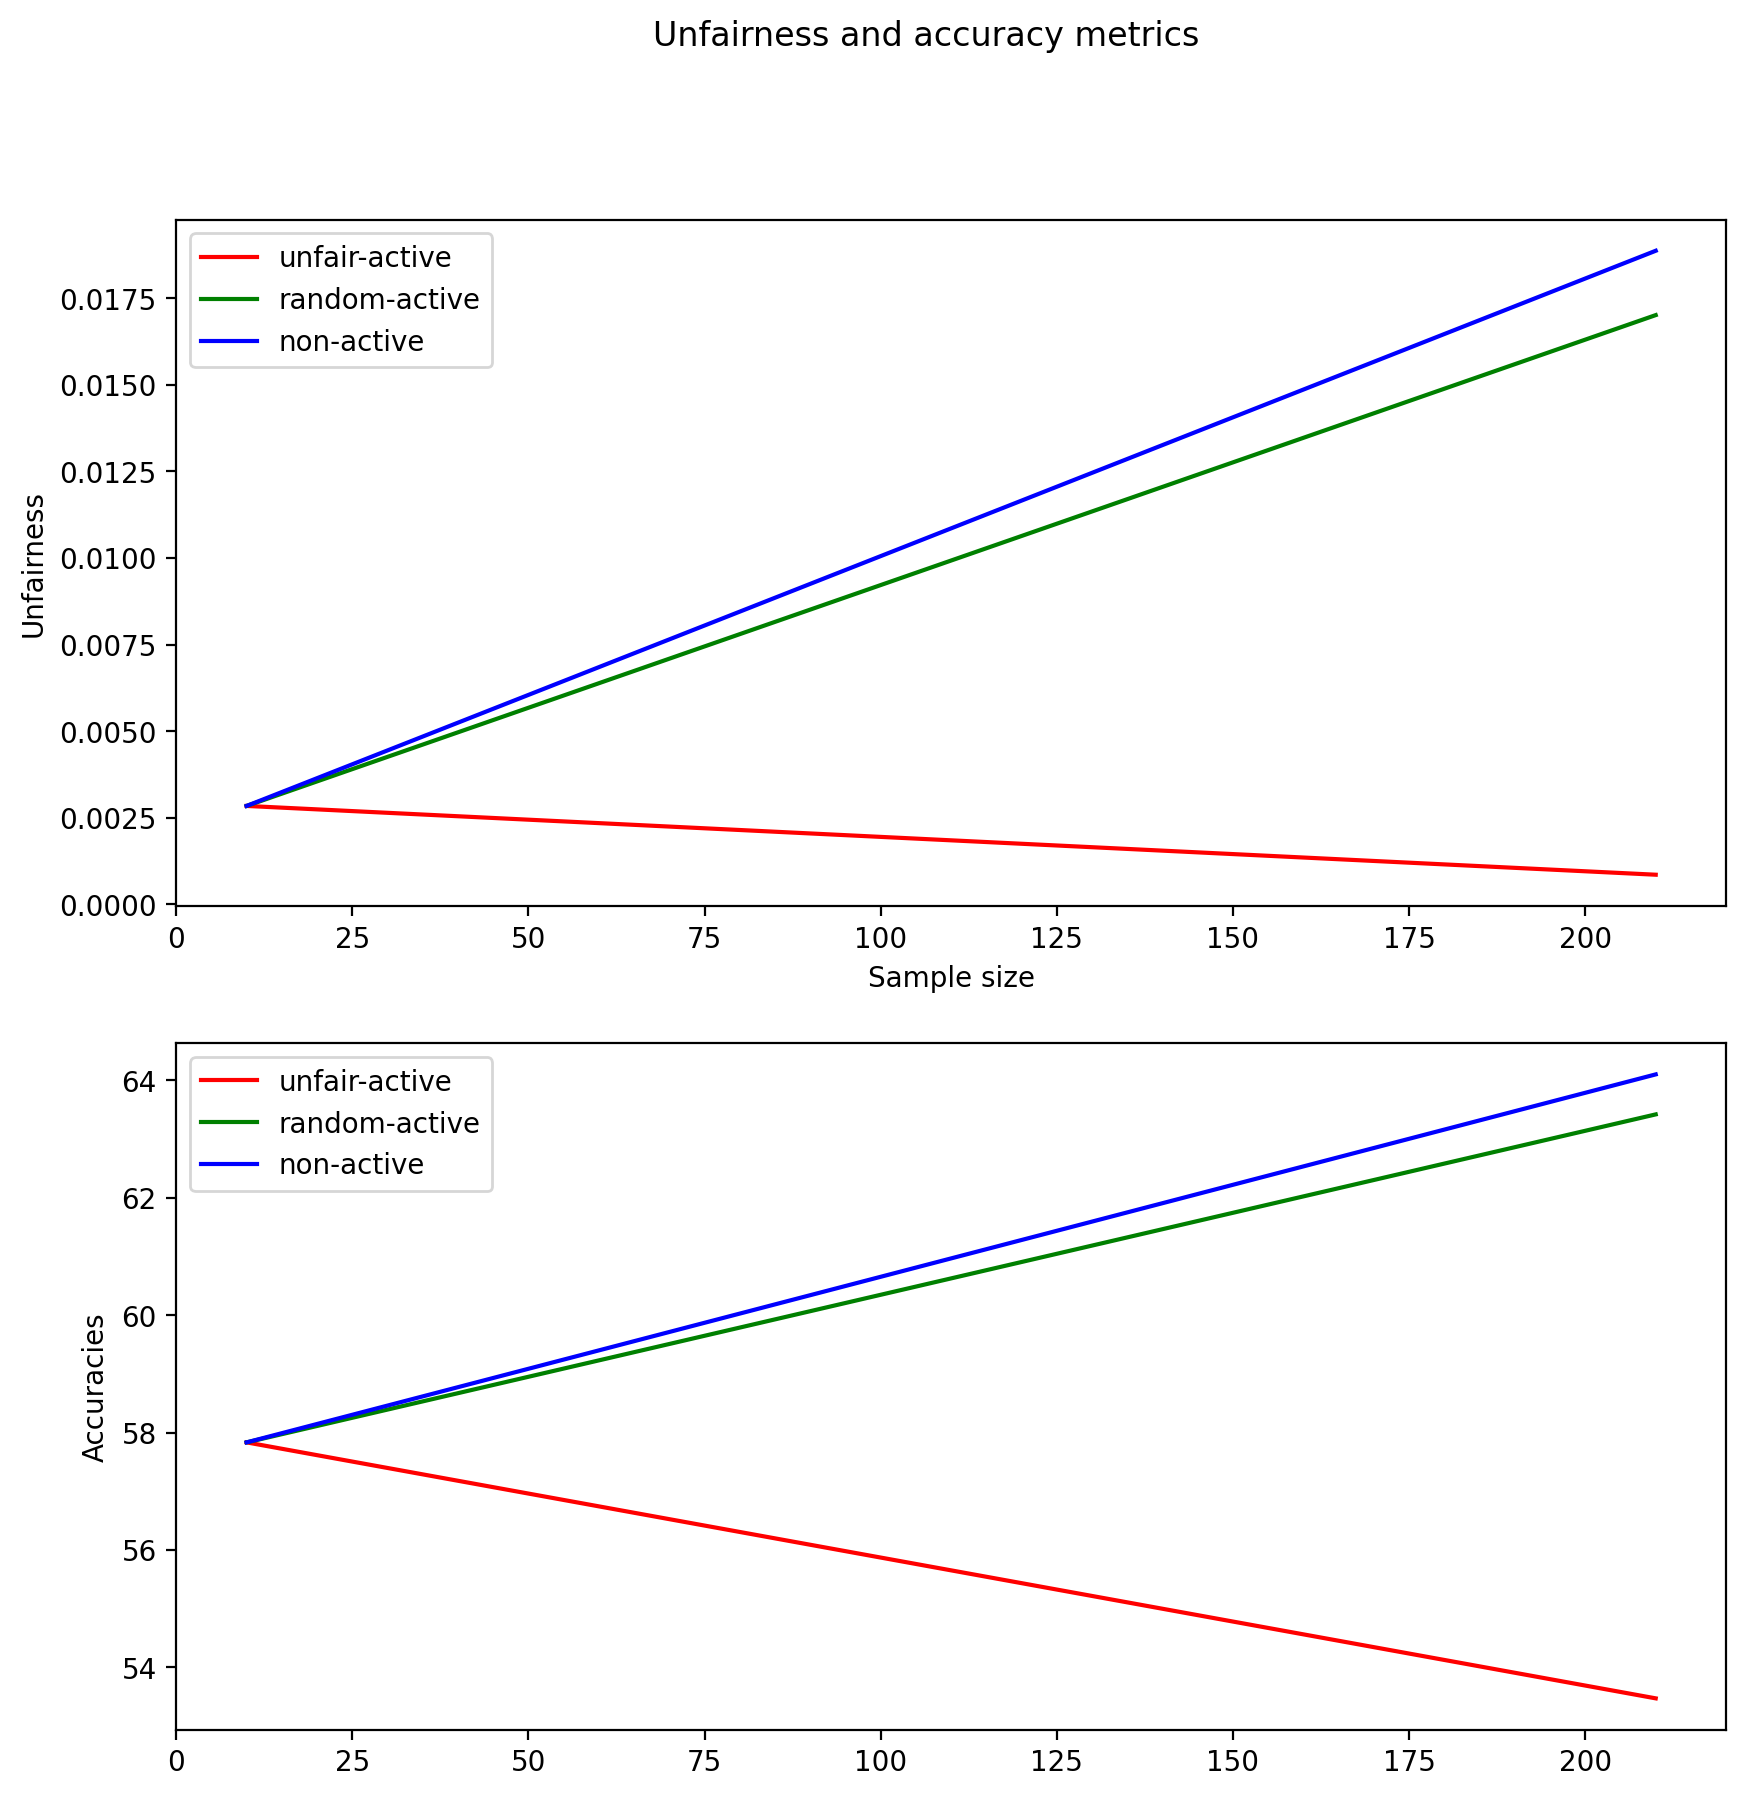 Unfairness and accuracy metrics
unfair-active
random-active
non-active
0.0175
0.0150
0.0125
0.0100
0.0075
0.0050
0.0025
0.0000
Unfairness
0 25 50 75 100 125 150 175 200
Sample size
unfair-active
random-active
non-active
64
62
60
58
56
54
Accuracies
0 25 50 75 100 125 150 175 200